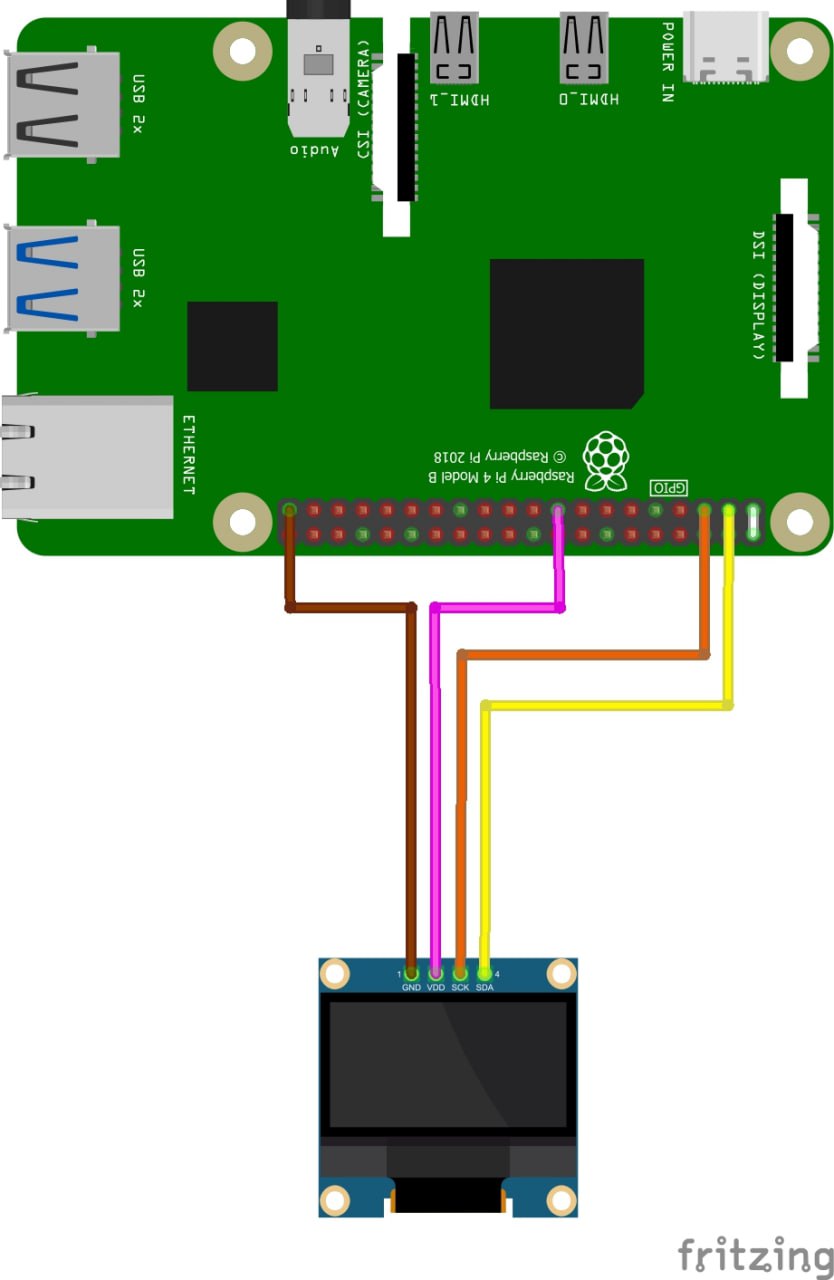 POWER IN
HDMI_0
HDMI_1
CSI (CAMERA)
Audio
USB 2x
USB 2x
DSI (DISPLAY)
ETHERNET
Raspberry Pi 4 Model B
© Raspberry Pi 2018
GPIO
1 4
GND VDD SCK SDA
fritzing